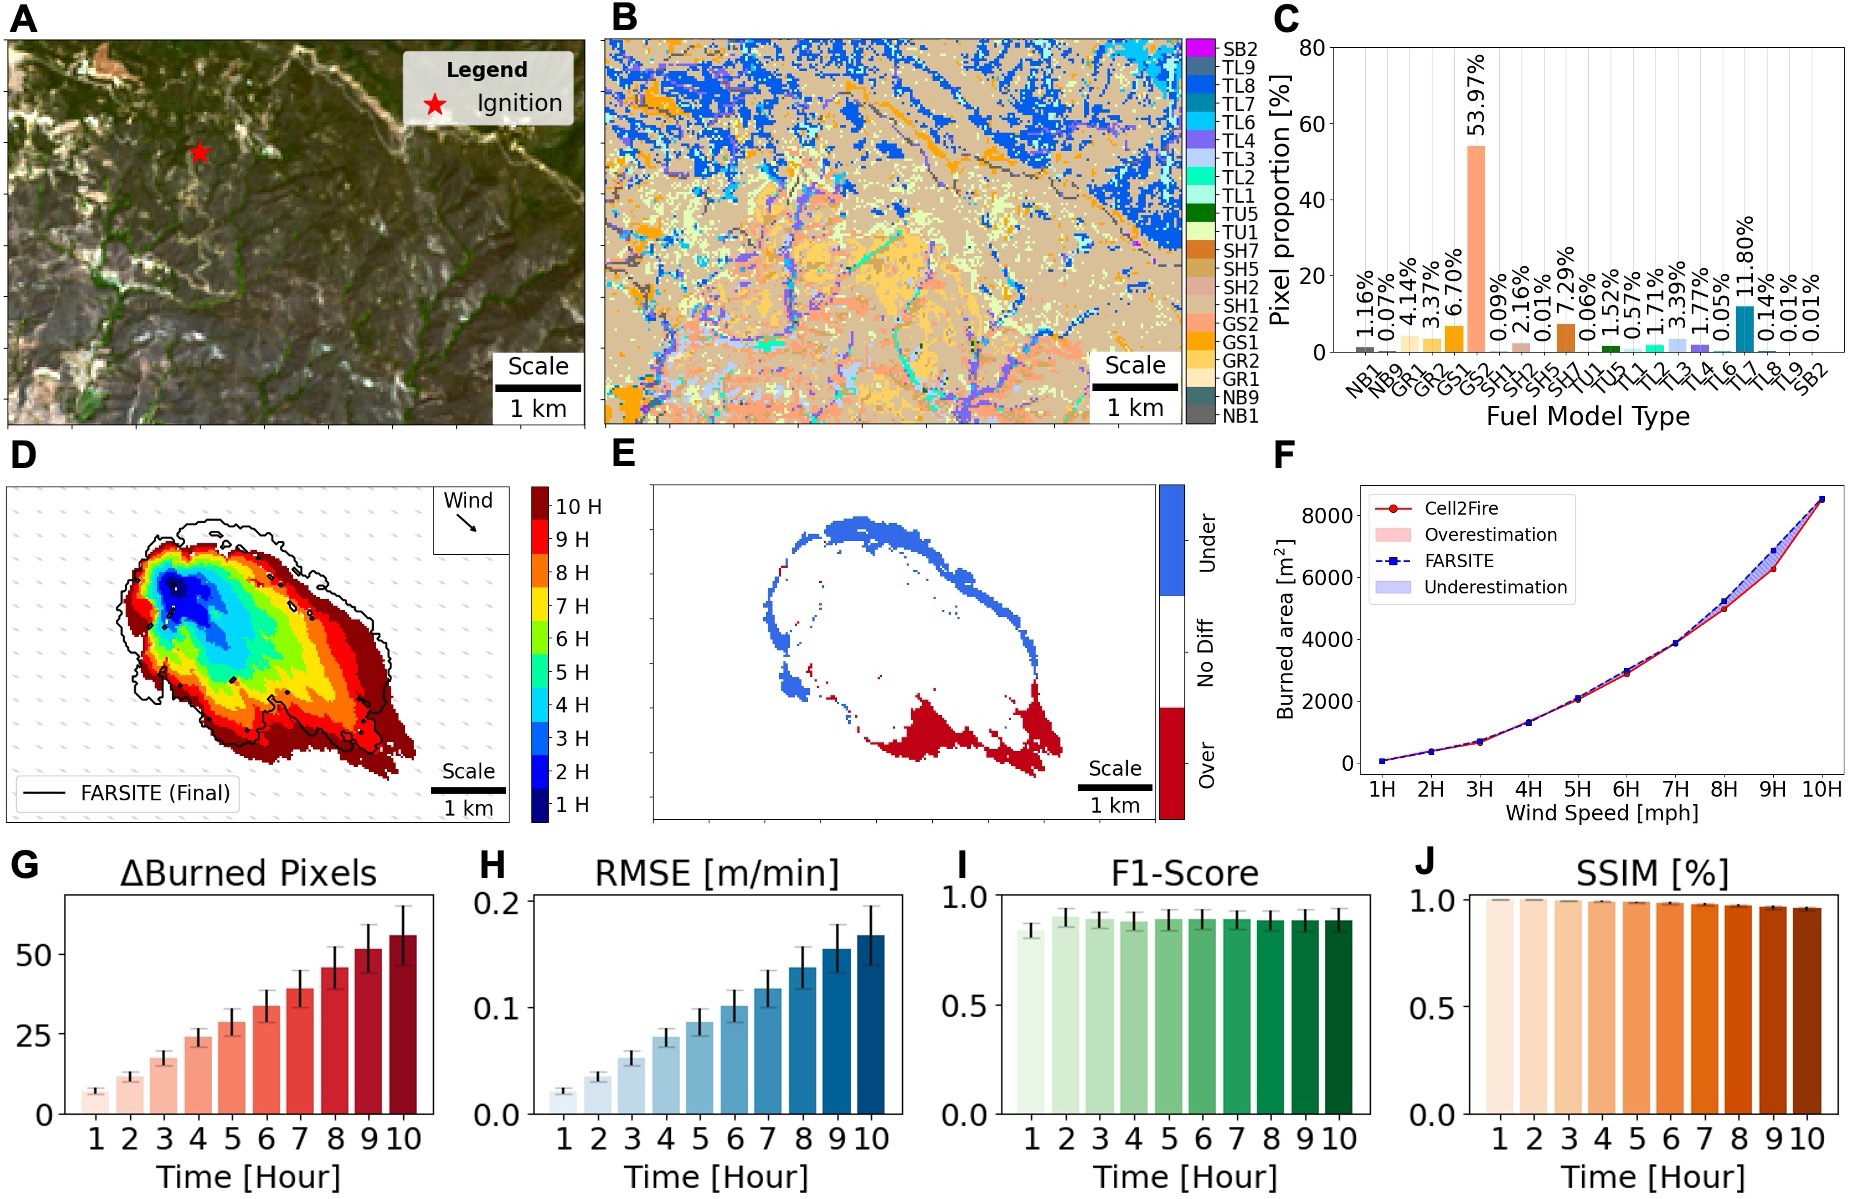 A
Legend
Ignition
Scale
1 km
B
Scale
1 km
SB2
TL9
TL8
TL7
TL6
TL4
TL3
TL2
TL1
TU5
TU1
SH7
SH5
SH2
SH1
GS2
GS1
GR2
GR1
NB9
NB1
C
Pixel proportion [%]
80
60
40
20
0
1.16%
0.07%
4.14%
3.37%
6.70%
53.97%
0.09%
2.16%
0.01%
7.29%
0.06%
1.52%
0.57%
1.71%
3.39%
1.77%
0.05%
11.80%
0.14%
0.01%
0.01%
NB1 NB9 GR1 GR2 GS1 GS2 SH1 SH2 SH5 SH7 TU1 TU5 TL1 TL2 TL3 TL4 TL6 TL7 TL8 TL9 SB2
Fuel Model Type
D
Wind
FARSITE (Final)
Scale
1 km
10 H
9 H
8 H
7 H
6 H
5 H
4 H
3 H
2 H
1 H
E
Scale
1 km
Under
No Diff
Over
F
Burned area [m²]
8000
6000
4000
2000
0
Cell2Fire
Overestimation
FARSITE
Underestimation
1H 2H 3H 4H 5H 6H 7H 8H 9H 10H
Wind Speed [mph]
G
ΔBurned Pixels
50
25
0
1 2 3 4 5 6 7 8 9 10
Time [Hour]
H
RMSE [m/min]
0.2
0.1
0.0
1 2 3 4 5 6 7 8 9 10
Time [Hour]
I
F1-Score
1.0
0.5
0.0
1 2 3 4 5 6 7 8 9 10
Time [Hour]
J
SSIM [%]
1.0
0.5
0.0
1 2 3 4 5 6 7 8 9 10
Time [Hour]